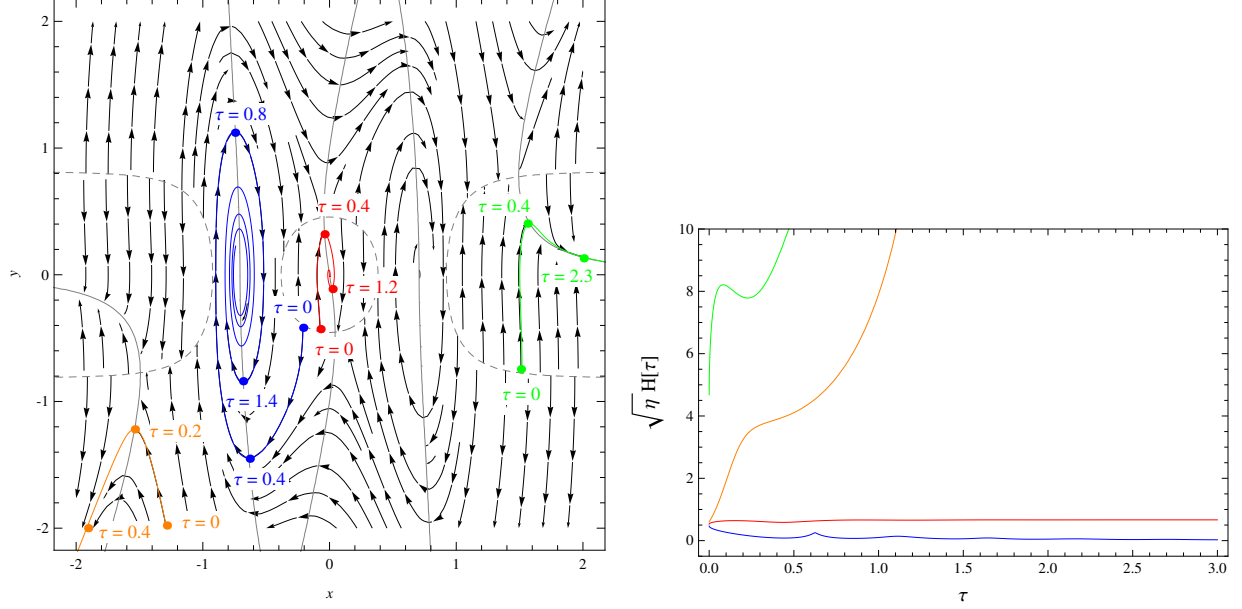 2
1
0
-1
-2
y
-2
-1
0
1
2
x
τ = 0.8
τ = 0.4
τ = 0.4
τ = 2.3
τ = 1.2
τ = 0
τ = 0
τ = 0
τ = 1.4
τ = 0.2
τ = 0.4
τ = 0
τ = 0.4
10
8
6
4
2
0
√η H[τ]
0.0
0.5
1.0
1.5
2.0
2.5
3.0
τ